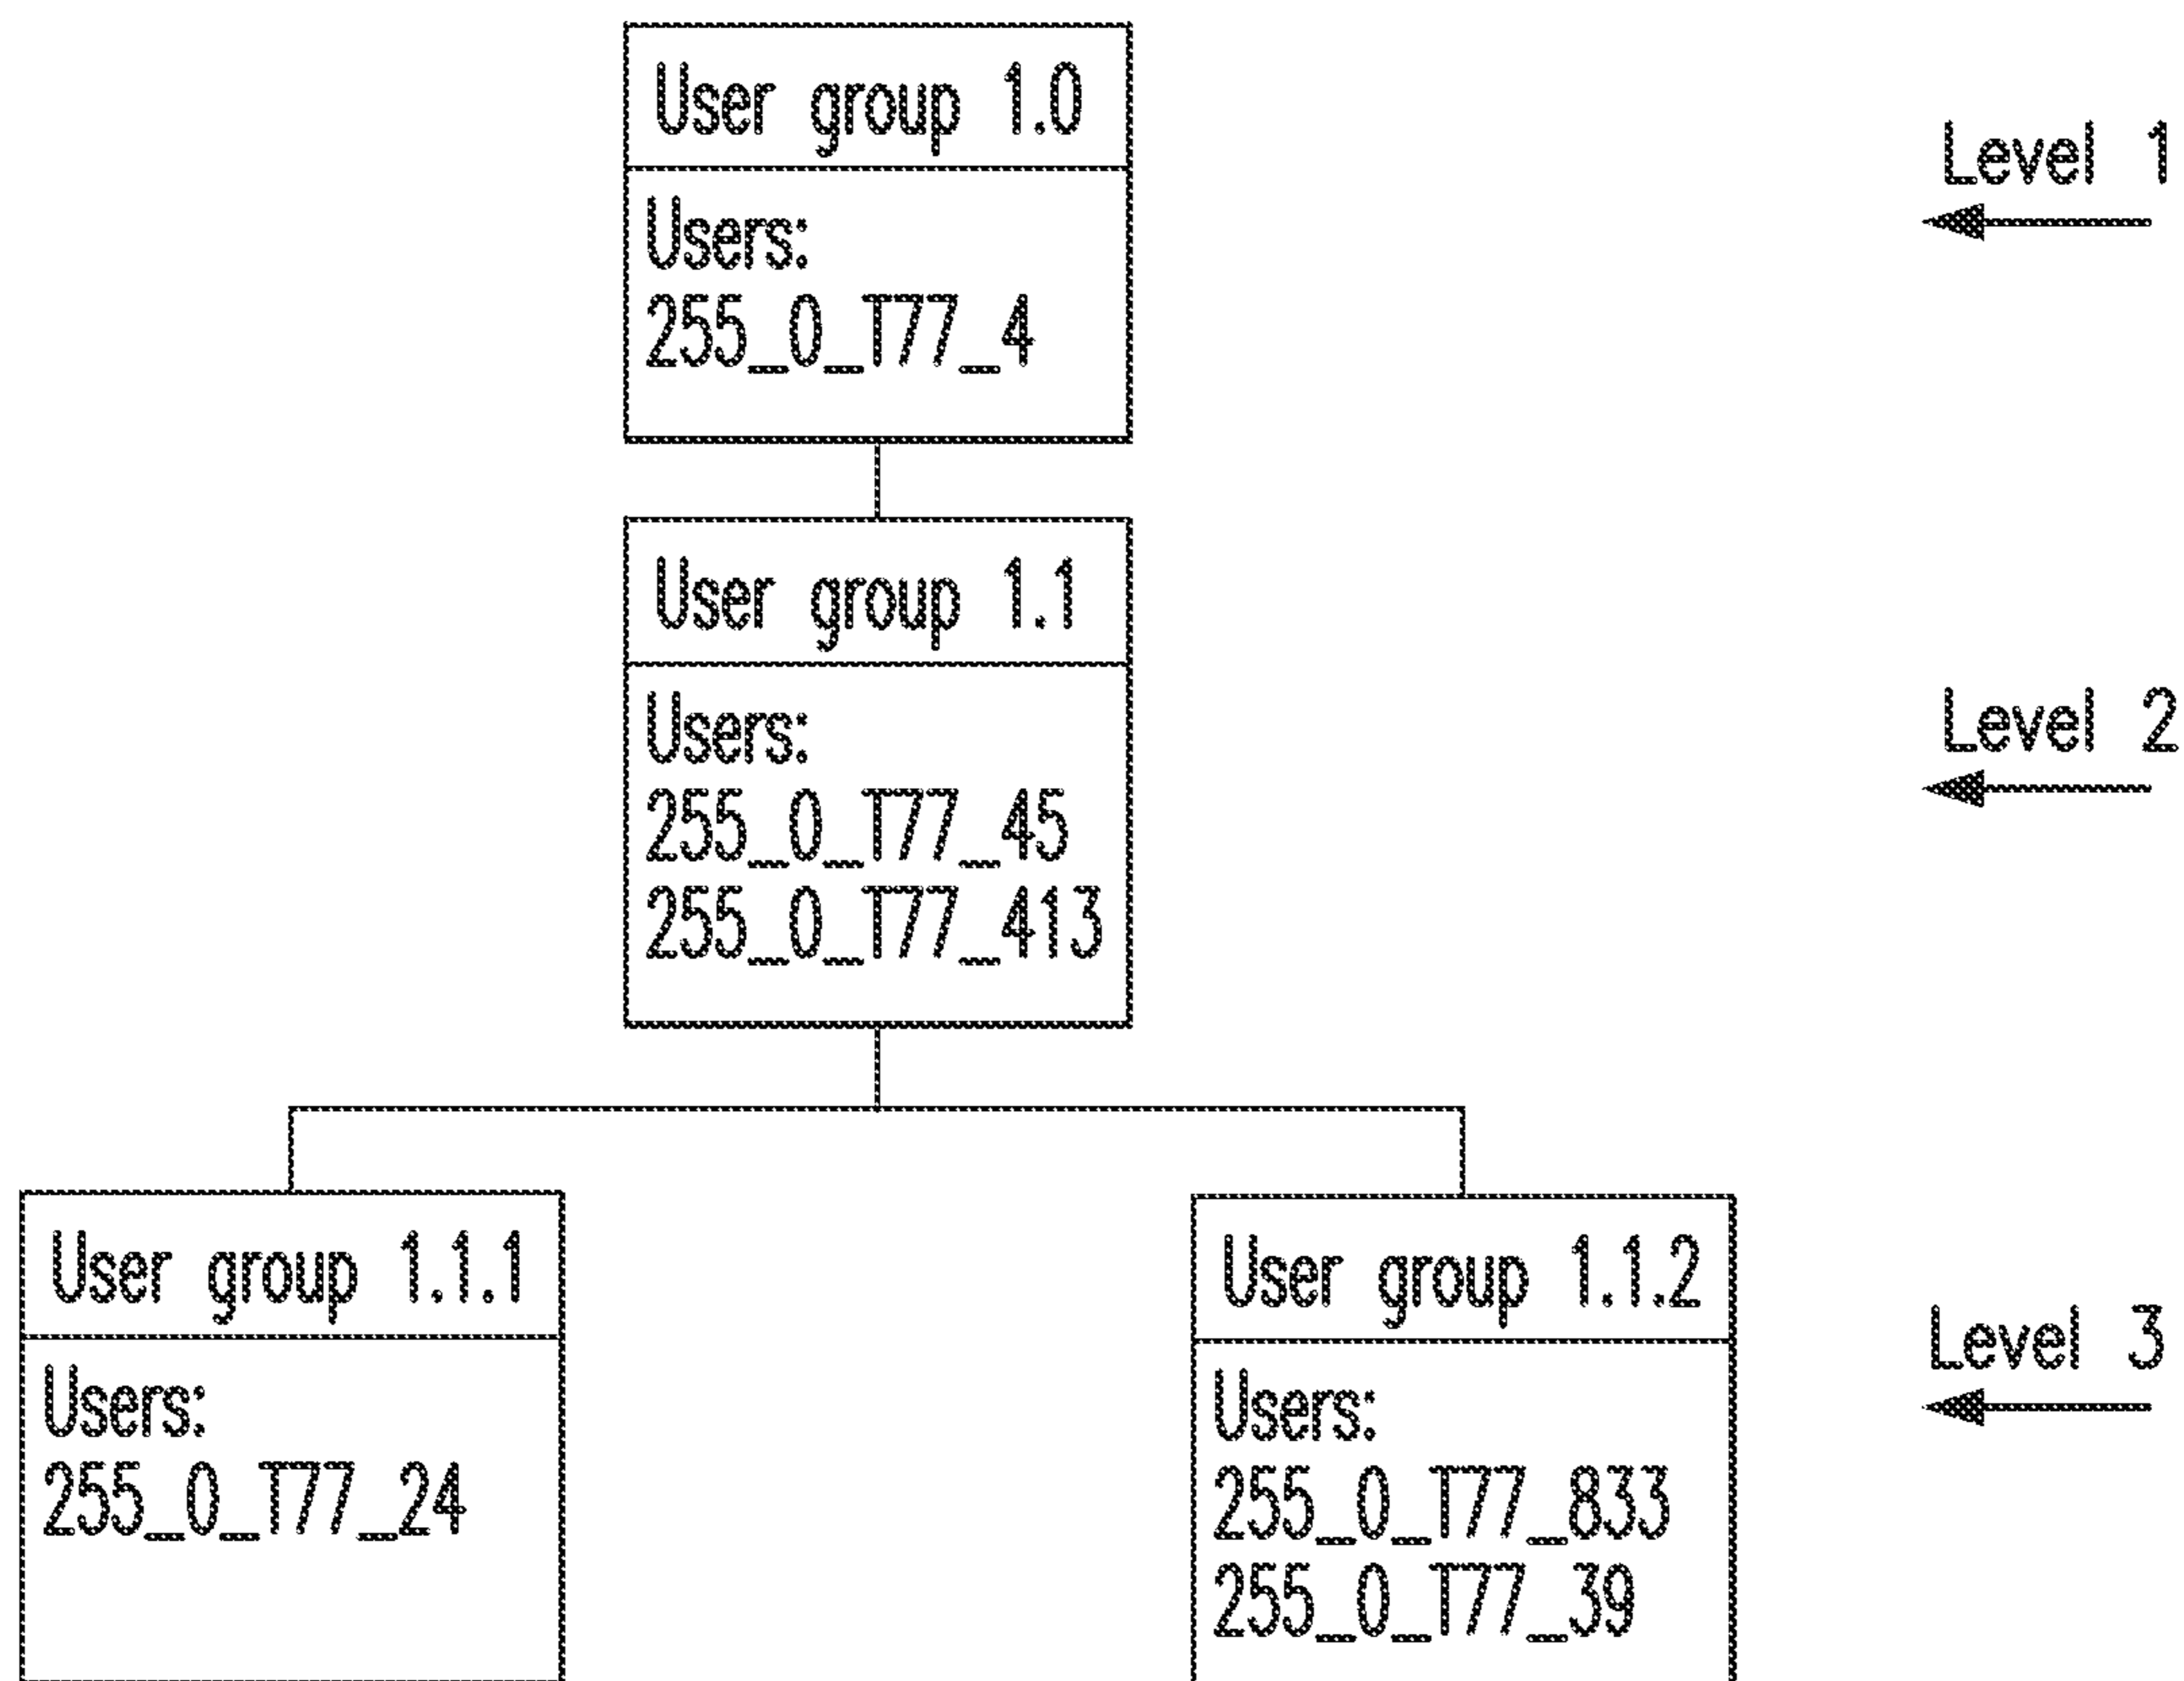 User group 1.0
Users:
255_0_T77_4
Level 1
User group 1.1
Users:
255_0_T77_45
255_0_T77_413
Level 2
User group 1.1.1
Users:
255_0_T77_24
User group 1.1.2
Users:
255_0_T77_833
255_0_T77_39
Level 3